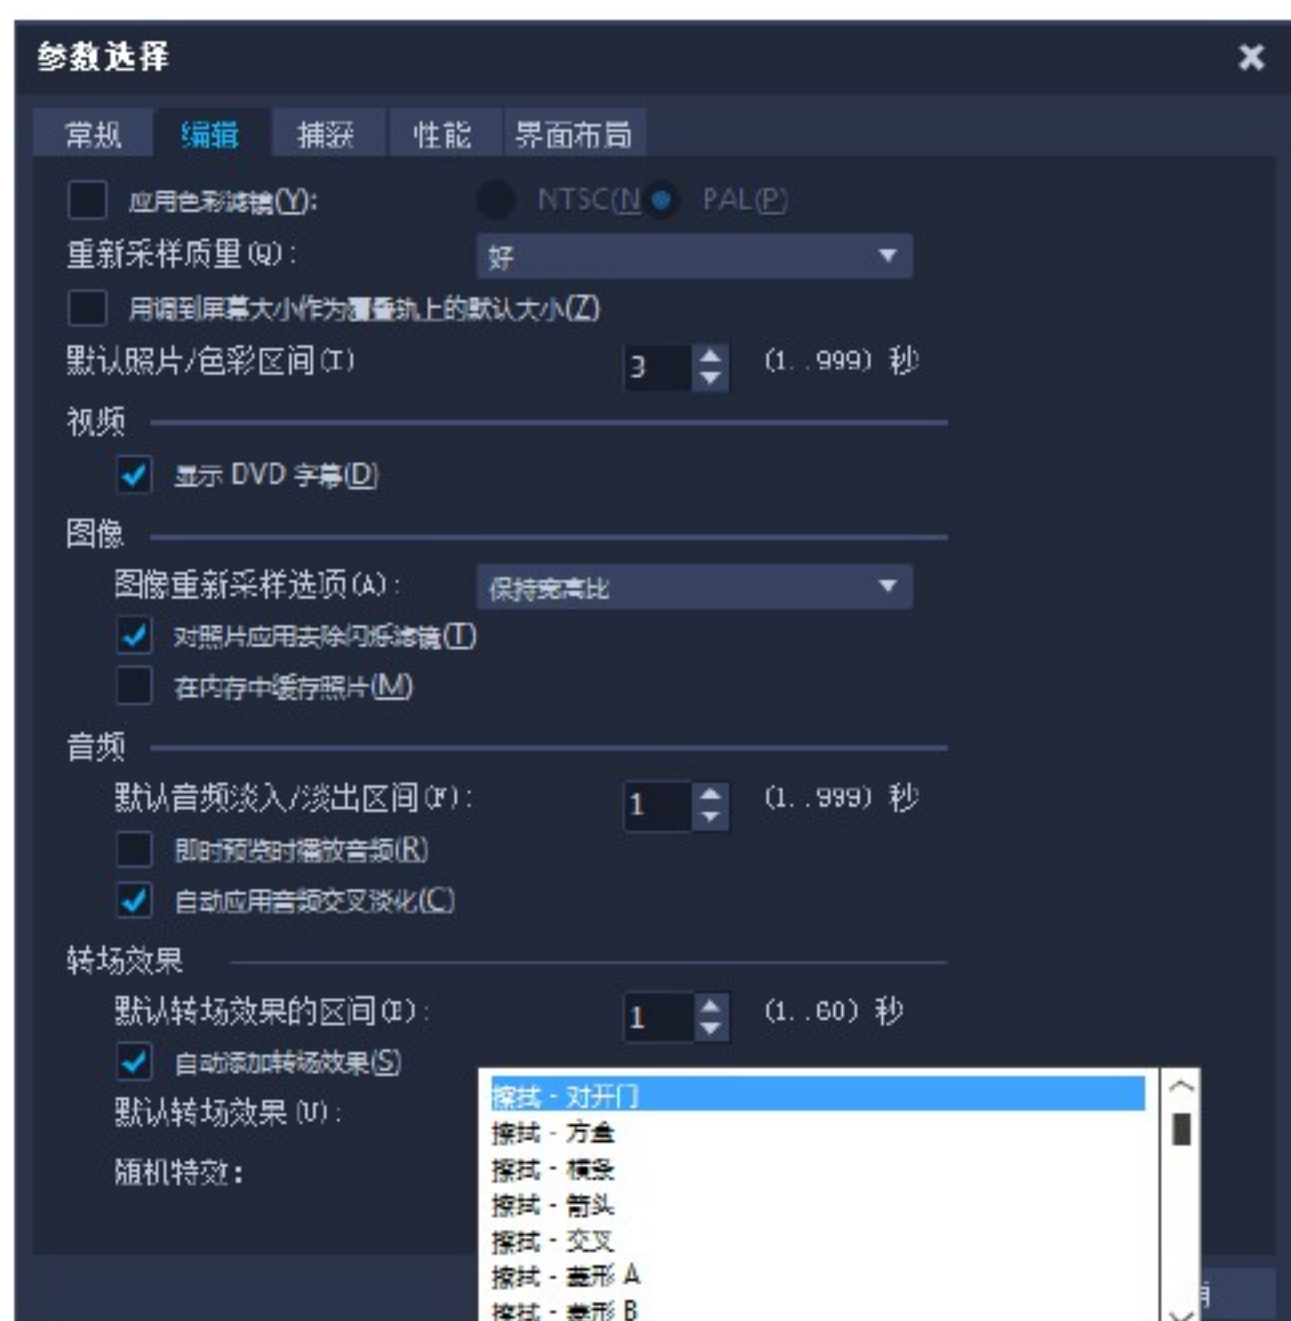 参数选择
常规 编辑 捕获 性能 界面布局
应用色彩滤镜(Y): NTSC(N PAL(P)
重新采样质量(Q): 好
用调到屏幕大小作为覆叠轨上的默认大小(Z)
默认照片/色彩区间(I) 3 (1..999) 秒
视频
显示 DVD 字幕(D)
图像
图像重新采样选项(A): 保持宽高比
对照片应用去除闪烁滤镜(T)
在内存中缓存照片(M)
音频
默认音频淡入/淡出区间(F): 1 (1..999) 秒
即时预览时播放音频(R)
自动应用音频交叉淡化(C)
转场效果
默认转场效果的区间(E): 1 (1..60) 秒
自动添加转场效果(S)
擦拭 - 对开门
默认转场效果(U):
擦拭 - 方盒
擦拭 - 横条
随机特效:
擦拭 - 箭头
擦拭 - 交叉
擦拭 - 菱形 A
擦拭 - 菱形 B